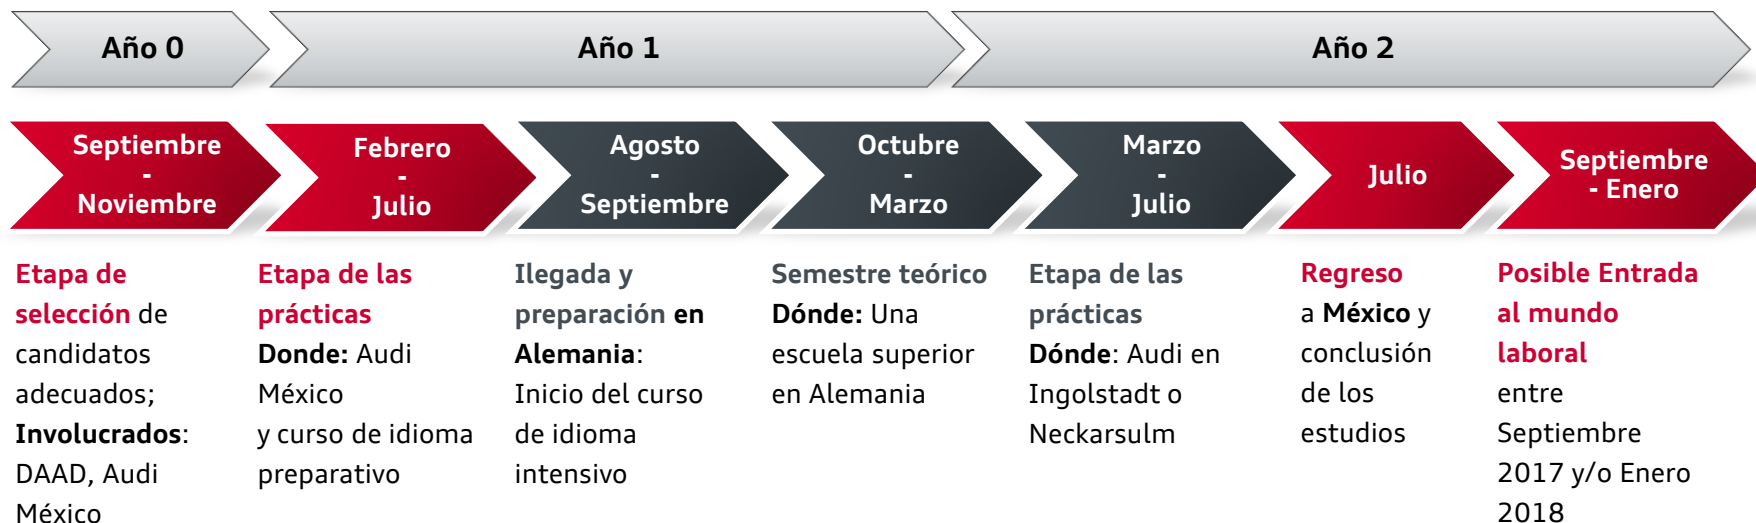 Año 0
Año 1
Año 2
Septiembre
-
Noviembre
Febrero
-
Julio
Agosto
-
Septiembre
Octubre
-
Marzo
Marzo
-
Julio
Julio
Septiembre
- Enero
Etapa de
selección de
candidatos
adecuados;
Involucrados:
DAAD, Audi
México
Etapa de las
prácticas
Donde: Audi
México
y curso de idioma
preparativo
Ilegada y
preparación en
Alemania:
Inicio del curso
de idioma
intensivo
Semestre teórico
Dónde: Una
escuela superior
en Alemania
Etapa de las
prácticas
Dónde: Audi en
Ingolstadt o
Neckarsulm
Regreso
a México y
conclusión
de los
estudios
Posible Entrada
al mundo
laboral
entre
Septiembre
2017 y/o Enero
2018